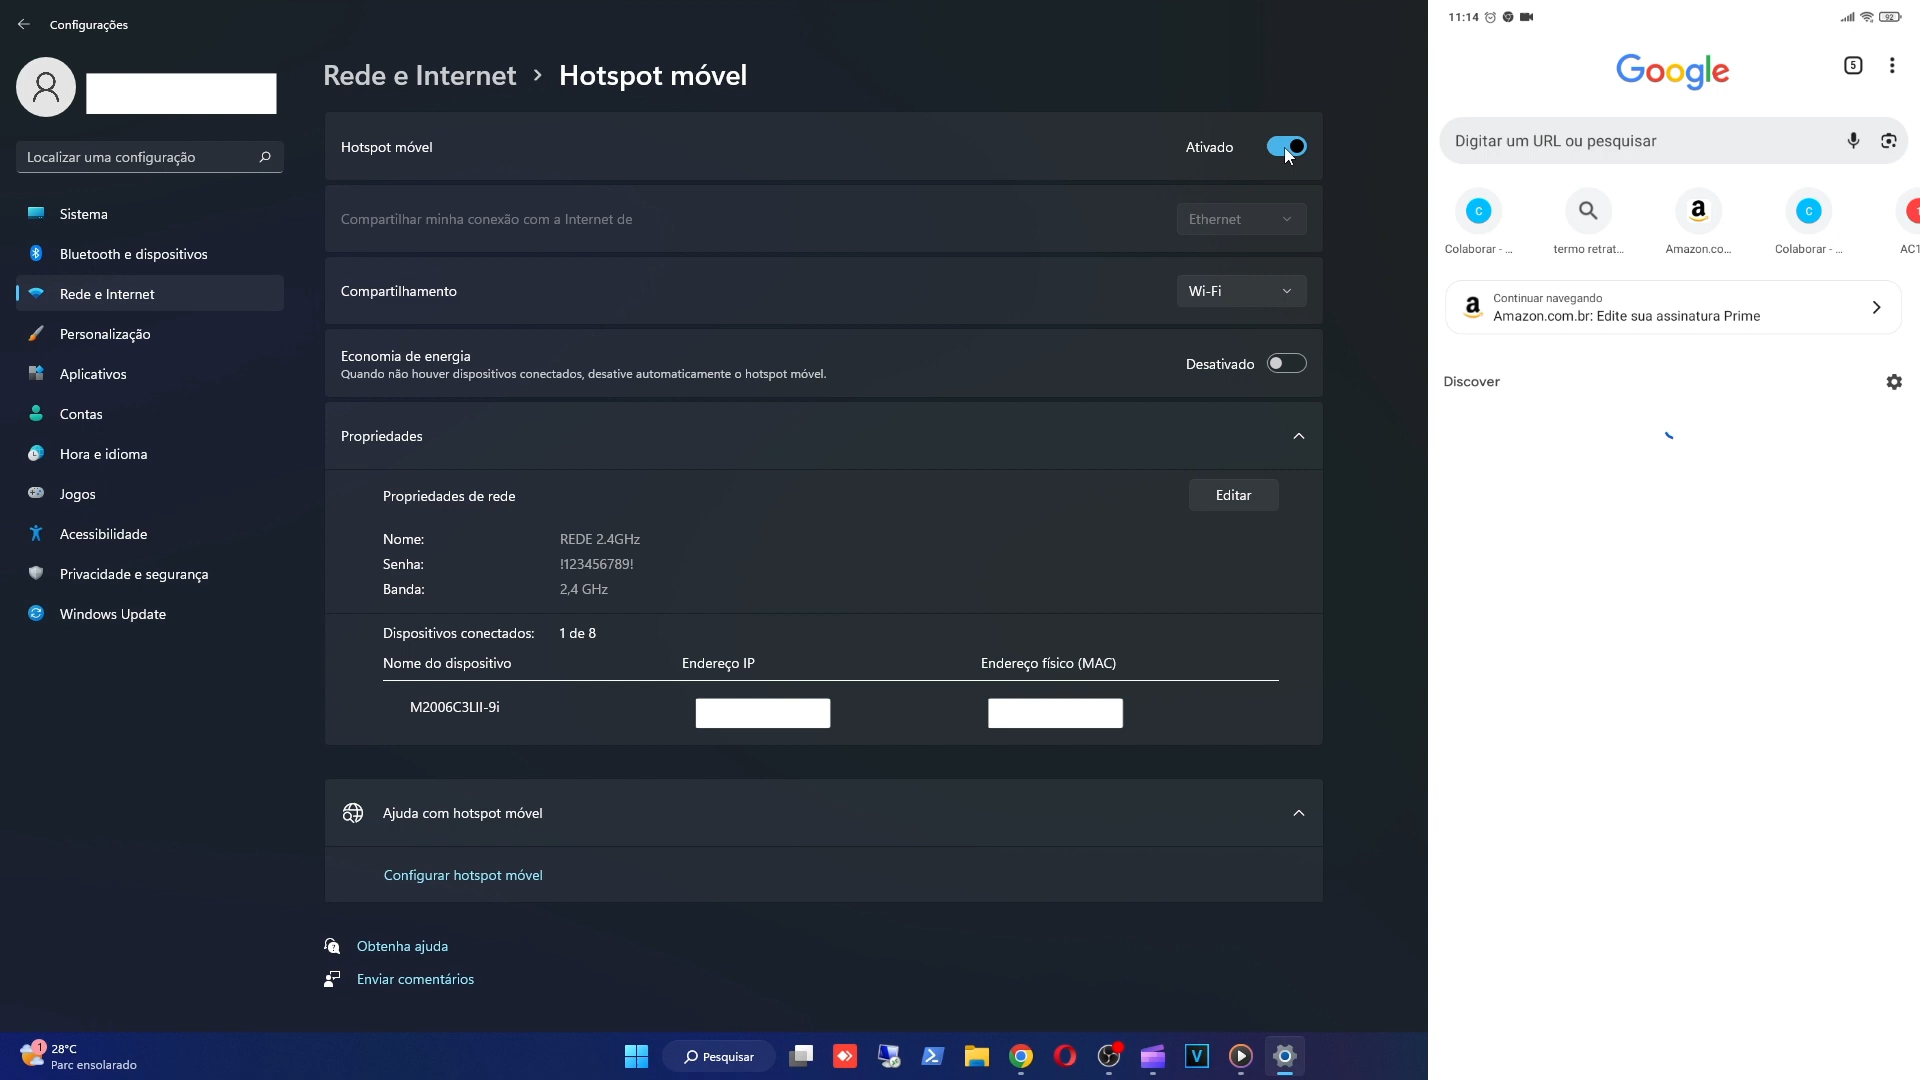 Configurações
Localizar uma configuração
Sistema
Bluetooth e dispositivos
Rede e Internet
Personalização
Aplicativos
Contas
Hora e idioma
Jogos
Acessibilidade
Privacidade e segurança
Windows Update
Rede e Internet > Hotspot móvel
Hotspot móvel
Ativado
Compartilhar minha conexão com a Internet de
Ethernet
Compartilhamento
Wi-Fi
Economia de energia
Quando não houver dispositivos conectados, desative automaticamente o hotspot móvel.
Desativado
Propriedades
Propriedades de rede
Editar
Nome: REDE 2.4GHz
Senha: !123456789!
Banda: 2,4 GHz
Dispositivos conectados: 1 de 8
Nome do dispositivo Endereço IP Endereço físico (MAC)
M2006C3LII-9i
Ajuda com hotspot móvel
Configurar hotspot móvel
Obtenha ajuda
Enviar comentários
1
28°C
Parc ensolarado
Pesquisar
V
11:14
92
Google
5
Digitar um URL ou pesquisar
C
a
C
Colaborar - ...
termo retrat...
Amazon.co...
Colaborar - ...
AC1
a
Continuar navegando
Amazon.com.br: Edite sua assinatura Prime
Discover